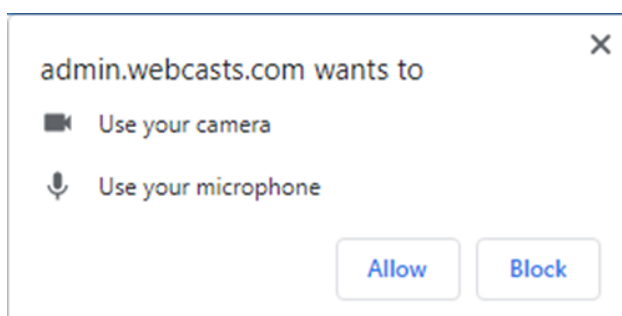 admin.webcasts.com wants to
Use your camera
Use your microphone
Allow Block